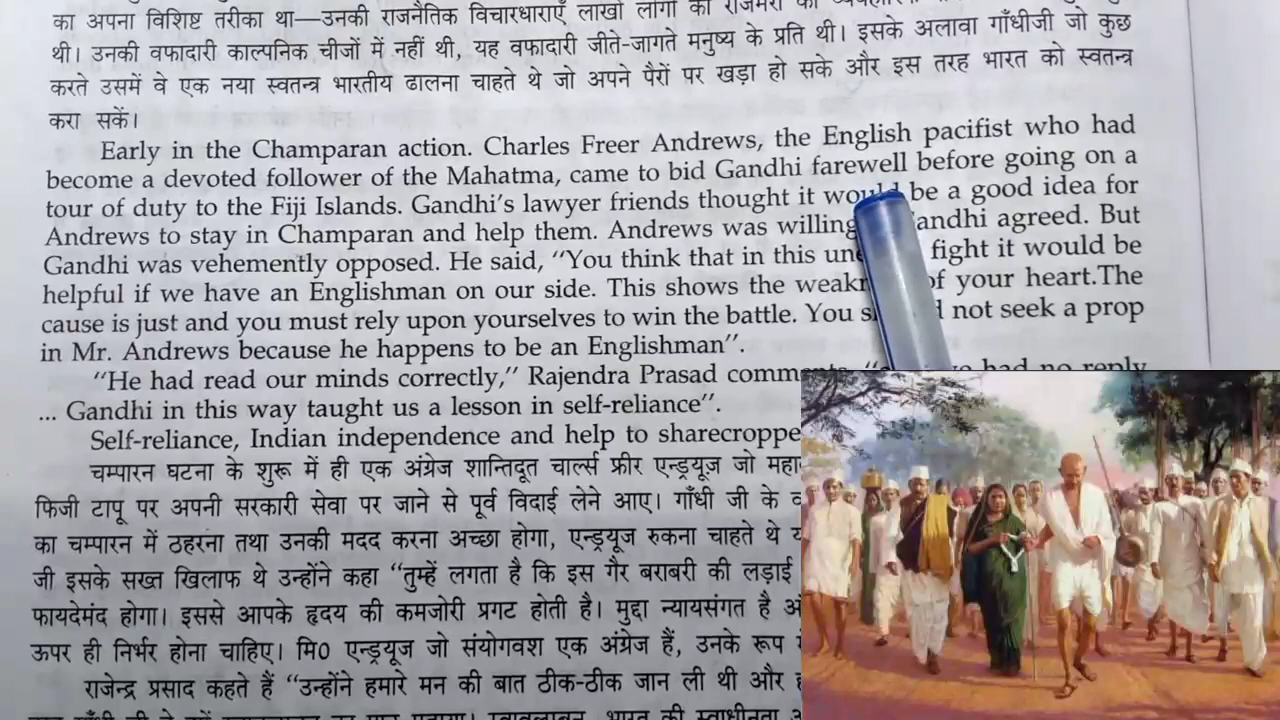 का अपना विशिष्ट तरीका था—उनकी राजनैतिक विचारधाराएँ लाखों लोगों
थी। उनकी वफादारी काल्पनिक चीजों में नहीं थी, यह वफादारी जीते-जागते मनुष्य के प्रति थी। इसके अलावा गाँधीजी जो कुछ
करते उसमें वे एक नया स्वतन्त्र भारतीय ढालना चाहते थे जो अपने पैरों पर खड़ा हो सके और इस तरह भारत को स्वतन्त्र
करा सकें।
Early in the Champaran action. Charles Freer Andrews, the English pacifist who had
become a devoted follower of the Mahatma, came to bid Gandhi farewell before going on a
tour of duty to the Fiji Islands. Gandhi's lawyer friends thought it would be a good idea for
Andrews to stay in Champaran and help them. Andrews was willing andhi agreed. But
Gandhi was vehemently opposed. He said, “You think that in this une fight it would be
helpful if we have an Englishman on our side. This shows the weakn of your heart.The
cause is just and you must rely upon yourselves to win the battle. You s d not seek a prop
in Mr. Andrews because he happens to be an Englishman”.
“He had read our minds correctly,” Rajendra Prasad comments, had no reply
... Gandhi in this way taught us a lesson in self-reliance”.
Self-reliance, Indian independence and help to sharecroppe
चम्पारन घटना के शुरू में ही एक अंग्रेज शान्तिदूत चार्ल्स फ्रीर एन्ड्रयूज़ जो महा
फिजी टापू पर अपनी सरकारी सेवा पर जाने से पूर्व विदाई लेने आए। गाँधी जी के व
का चम्पारन में ठहरना तथा उनकी मदद करना अच्छा होगा, एन्ड्रयूज रुकना चाहते थे य
जी इसके सख्त खिलाफ थे उन्होंने कहा “तुम्हें लगता है कि इस गैर बराबरी की लड़ाई
फायदेमंद होगा। इससे आपके हृदय की कमजोरी प्रगट होती है। मुद्दा न्यायसंगत है
ऊपर ही निर्भर होना चाहिए। मि० एन्ड्रयूज जो संयोगवश एक अंग्रेज हैं, उनके रूप
राजेन्द्र प्रसाद कहते हैं “उन्होंने हमारे मन की बात ठीक-ठीक जान ली थी और ह